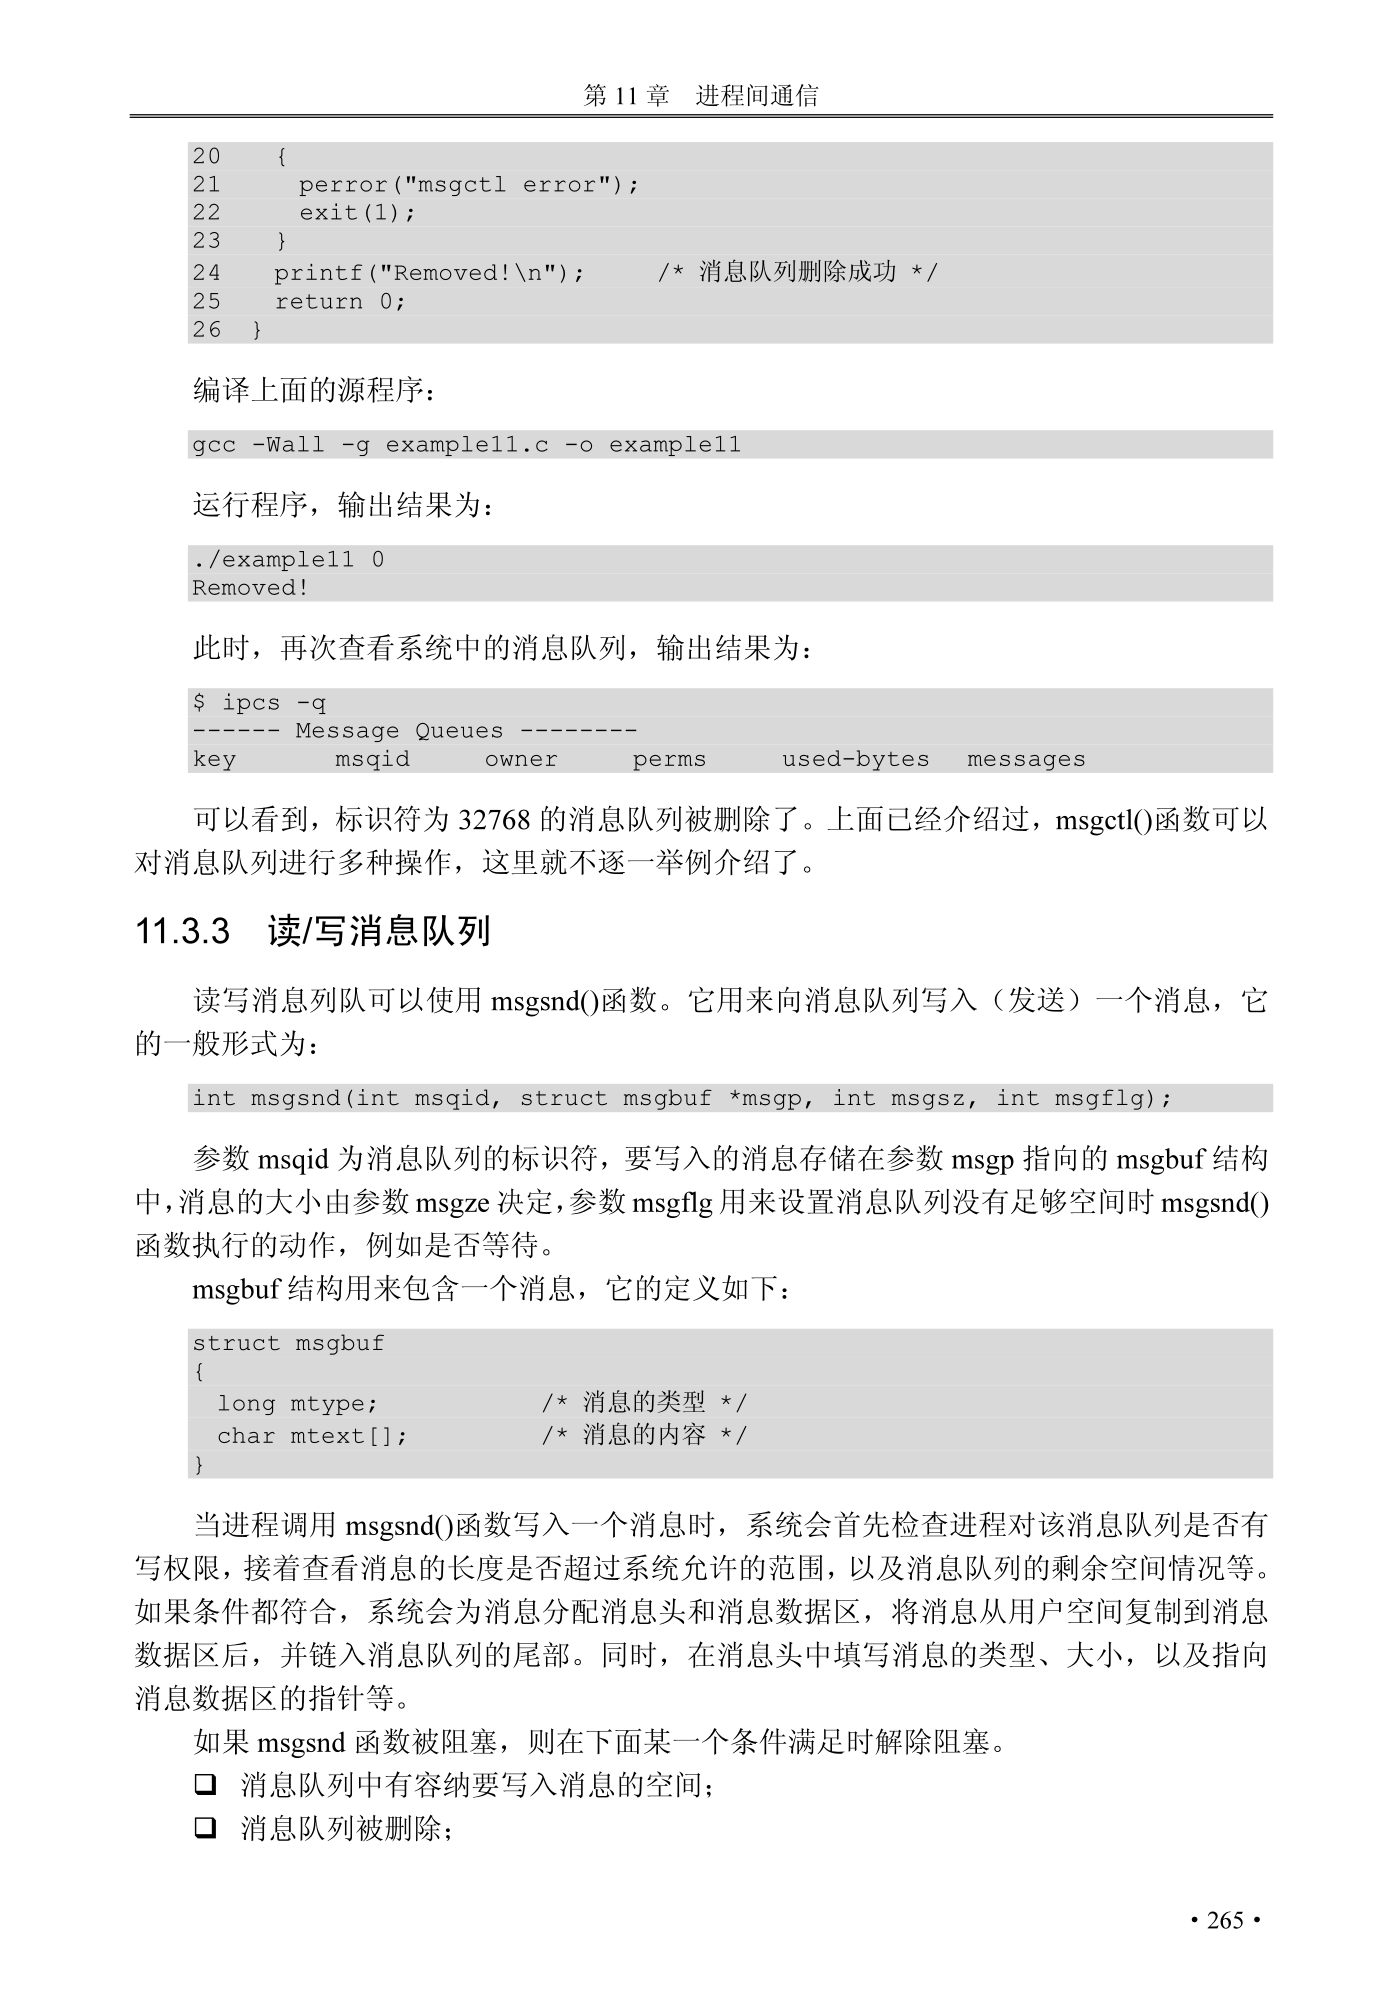 第 11 章　进程间通信
20    {
21      perror("msgctl error");
22      exit(1);
23    }
24    printf("Removed!\n");     /* 消息队列删除成功 */
25    return 0;
26  }
编译上面的源程序：
gcc -Wall -g example11.c -o example11
运行程序，输出结果为：
./example11 0
Removed!
此时，再次查看系统中的消息队列，输出结果为：
$ ipcs -q
------ Message Queues --------
key       msqid     owner     perms     used-bytes   messages
可以看到，标识符为 32768 的消息队列被删除了。上面已经介绍过，msgctl()函数可以
对消息队列进行多种操作，这里就不逐一举例介绍了。
11.3.3　读/写消息队列
读写消息列队可以使用 msgsnd()函数。它用来向消息队列写入（发送）一个消息，它
的一般形式为：
int msgsnd(int msqid, struct msgbuf *msgp, int msgsz, int msgflg);
参数 msqid 为消息队列的标识符，要写入的消息存储在参数 msgp 指向的 msgbuf 结构
中，消息的大小由参数 msgze 决定，参数 msgflg 用来设置消息队列没有足够空间时 msgsnd()
函数执行的动作，例如是否等待。
msgbuf 结构用来包含一个消息，它的定义如下：
struct msgbuf
{
  long mtype;           /* 消息的类型 */
  char mtext[];         /* 消息的内容 */
}
当进程调用 msgsnd()函数写入一个消息时，系统会首先检查进程对该消息队列是否有
写权限，接着查看消息的长度是否超过系统允许的范围，以及消息队列的剩余空间情况等。
如果条件都符合，系统会为消息分配消息头和消息数据区，将消息从用户空间复制到消息
数据区后，并链入消息队列的尾部。同时，在消息头中填写消息的类型、大小，以及指向
消息数据区的指针等。
如果 msgsnd 函数被阻塞，则在下面某一个条件满足时解除阻塞。
❑ 消息队列中有容纳要写入消息的空间；
❑ 消息队列被删除；
• 265 •